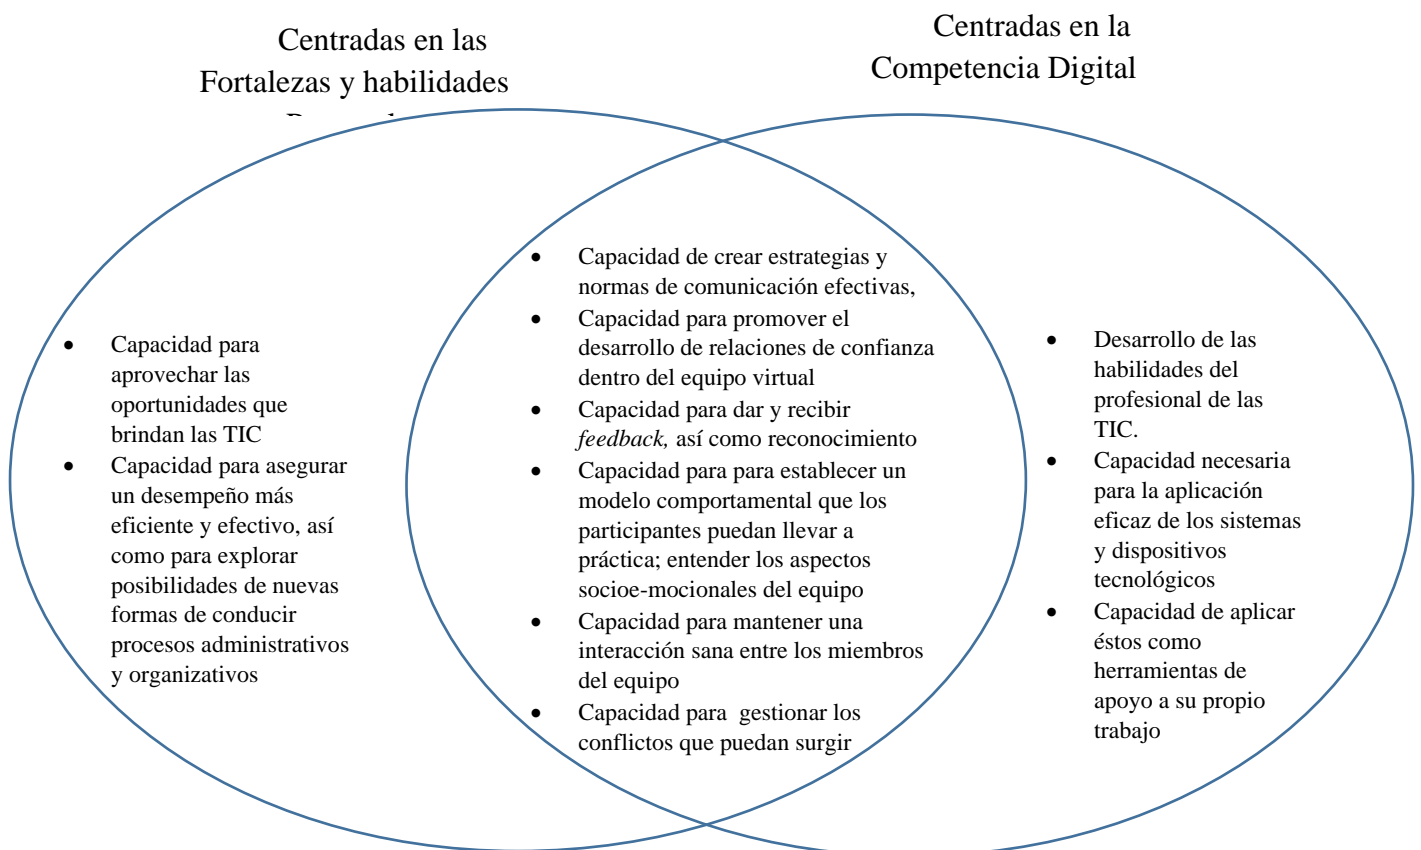 Centradas en las
Fortalezas y habilidades
Centradas en la
Competencia Digital
• Capacidad para
aprovechar las
oportunidades que
brindan las TIC
• Capacidad para asegurar
un desempeño más
eficiente y efectivo, así
como para explorar
posibilidades de nuevas
formas de conducir
procesos administrativos
y organizativos
• Capacidad de crear estrategias y
normas de comunicación efectivas,
• Capacidad para promover el
desarrollo de relaciones de confianza
dentro del equipo virtual
• Capacidad para dar y recibir
feedback, así como reconocimiento
• Capacidad para para establecer un
modelo comportamental que los
participantes puedan llevar a
práctica; entender los aspectos
socioe-mocionales del equipo
• Capacidad para mantener una
interacción sana entre los miembros
del equipo
• Capacidad para  gestionar los
conflictos que puedan surgir
• Desarrollo de las
habilidades del
profesional de las
TIC.
• Capacidad necesaria
para la aplicación
eficaz de los sistemas
y dispositivos
tecnológicos
• Capacidad de aplicar
éstos como
herramientas de
apoyo a su propio
trabajo